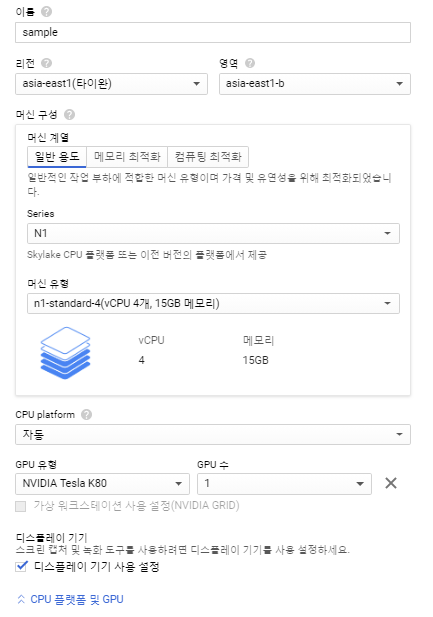 이름
sample
리전 영역
asia-east1(타이완) asia-east1-b
머신 구성
머신 계열
일반 용도 메모리 최적화 컴퓨팅 최적화
일반적인 작업 부하에 적합한 머신 유형이며 가격 및 유연성을 위해 최적화되었습니
다.
Series
N1
Skylake CPU 플랫폼 또는 이전 버전의 플랫폼에서 제공
머신 유형
n1-standard-4(vCPU 4개, 15GB 메모리)
vCPU 메모리
4 15GB
CPU platform
자동
GPU 유형 GPU 수
NVIDIA Tesla K80 1
가상 워크스테이션 사용 설정(NVIDIA GRID)
디스플레이 기기
스크린 캡처 및 녹화 도구를 사용하려면 디스플레이 기기를 사용 설정하세요.
디스플레이 기기 사용 설정
CPU 플랫폼 및 GPU